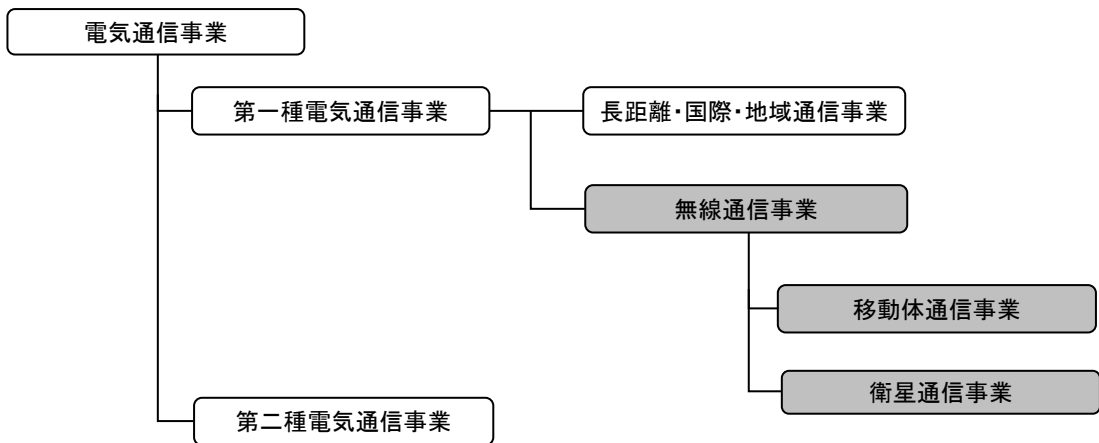 電気通信事業
第一種電気通信事業
長距離・国際・地域通信事業
無線通信事業
移動体通信事業
衛星通信事業
第二種電気通信事業